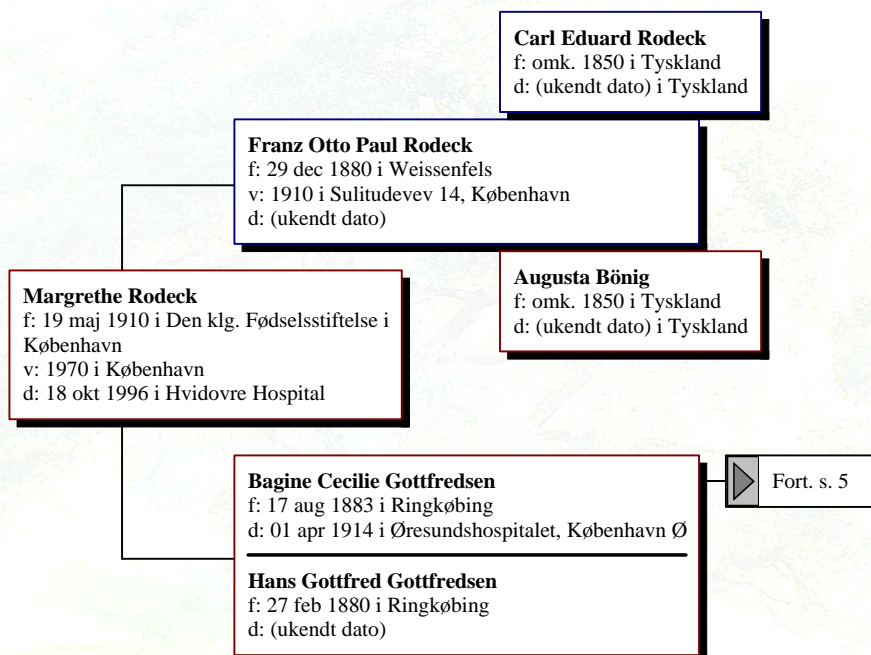 Carl Eduard Rodeck
f: omk. 1850 i Tyskland
d: (ukendt dato) i Tyskland
Franz Otto Paul Rodeck
f: 29 dec 1880 i Weissenfels
v: 1910 i Sulitudevev 14, København
d: (ukendt dato)
Augusta Bönig
f: omk. 1850 i Tyskland
d: (ukendt dato) i Tyskland
Margrethe Rodeck
f: 19 maj 1910 i Den klg. Fødselsstiftelse i
København
v: 1970 i København
d: 18 okt 1996 i Hvidovre Hospital
Bagine Cecilie Gottfredsen
f: 17 aug 1883 i Ringkøbing
d: 01 apr 1914 i Øresundshospitalet, København Ø
Fort. s. 5
Hans Gottfred Gottfredsen
f: 27 feb 1880 i Ringkøbing
d: (ukendt dato)